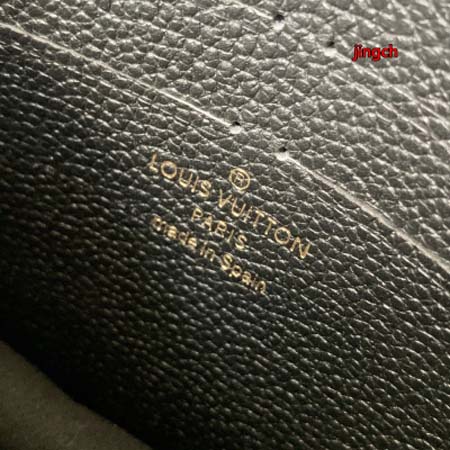 jingch
®
LOUIS VUITTON
PARIS
made in Spain